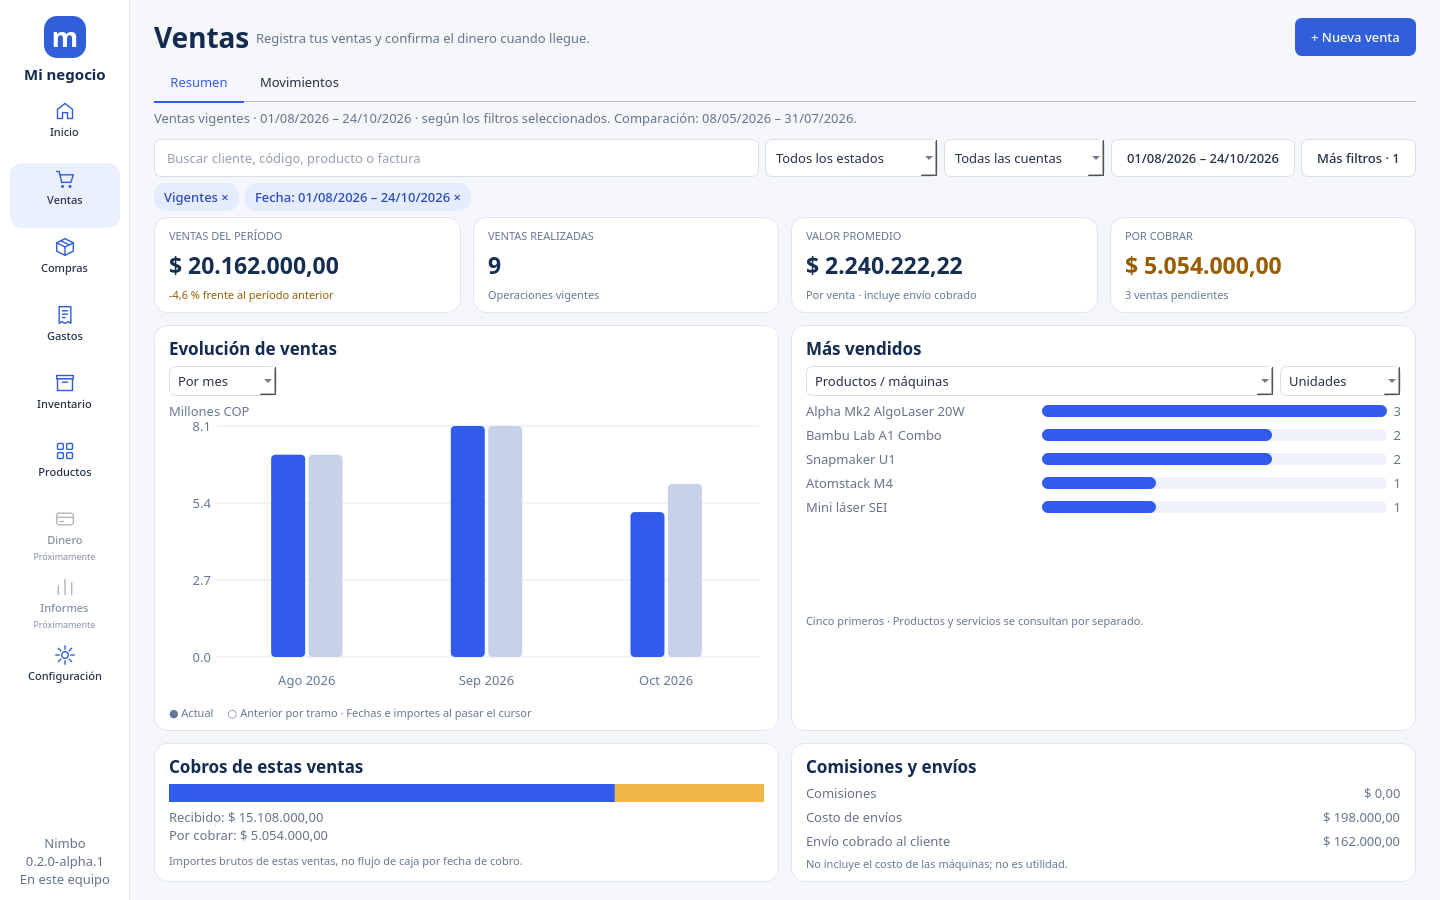 m
Mi negocio
Inicio
Ventas
Compras
Gastos
Inventario
Productos
Dinero
Próximamente
Informes
Próximamente
Configuración
Nimbo
0.2.0-alpha.1
En este equipo
Ventas Registra tus ventas y confirma el dinero cuando llegue.
+ Nueva venta
Resumen Movimientos
Ventas vigentes · 01/08/2026 – 24/10/2026 · según los filtros seleccionados. Comparación: 08/05/2026 – 31/07/2026.
Buscar cliente, código, producto o factura Todos los estados Todas las cuentas 01/08/2026 – 24/10/2026 Más filtros · 1
Vigentes × Fecha: 01/08/2026 – 24/10/2026 ×
VENTAS DEL PERÍODO
$ 20.162.000,00
-4,6 % frente al período anterior
VENTAS REALIZADAS
9
Operaciones vigentes
VALOR PROMEDIO
$ 2.240.222,22
Por venta · incluye envío cobrado
POR COBRAR
$ 5.054.000,00
3 ventas pendientes
Evolución de ventas
Por mes
Millones COP
8.1
5.4
2.7
0.0
Ago 2026 Sep 2026 Oct 2026
● Actual ○ Anterior por tramo · Fechas e importes al pasar el cursor
Más vendidos
Productos / máquinas Unidades
Alpha Mk2 AlgoLaser 20W 3
Bambu Lab A1 Combo 2
Snapmaker U1 2
Atomstack M4 1
Mini láser SEI 1
Cinco primeros · Productos y servicios se consultan por separado.
Cobros de estas ventas
Recibido: $ 15.108.000,00
Por cobrar: $ 5.054.000,00
Importes brutos de estas ventas, no flujo de caja por fecha de cobro.
Comisiones y envíos
Comisiones $ 0,00
Costo de envíos $ 198.000,00
Envío cobrado al cliente $ 162.000,00
No incluye el costo de las máquinas; no es utilidad.